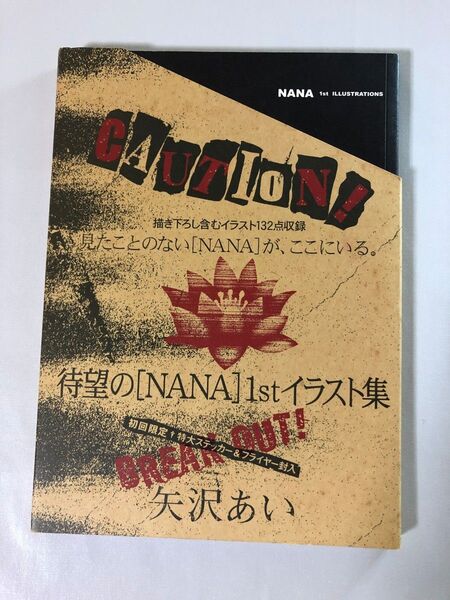 NANA 1st ILLUSTRATIONS
CAUTION!
描き下ろし含むイラスト132点収録
見たことのない[NANA]が、ここにいる。
待望の[NANA]1stイラスト集
初回限定↑特大ステッカー&フライヤー封入
BREAK OUT!
矢沢あい